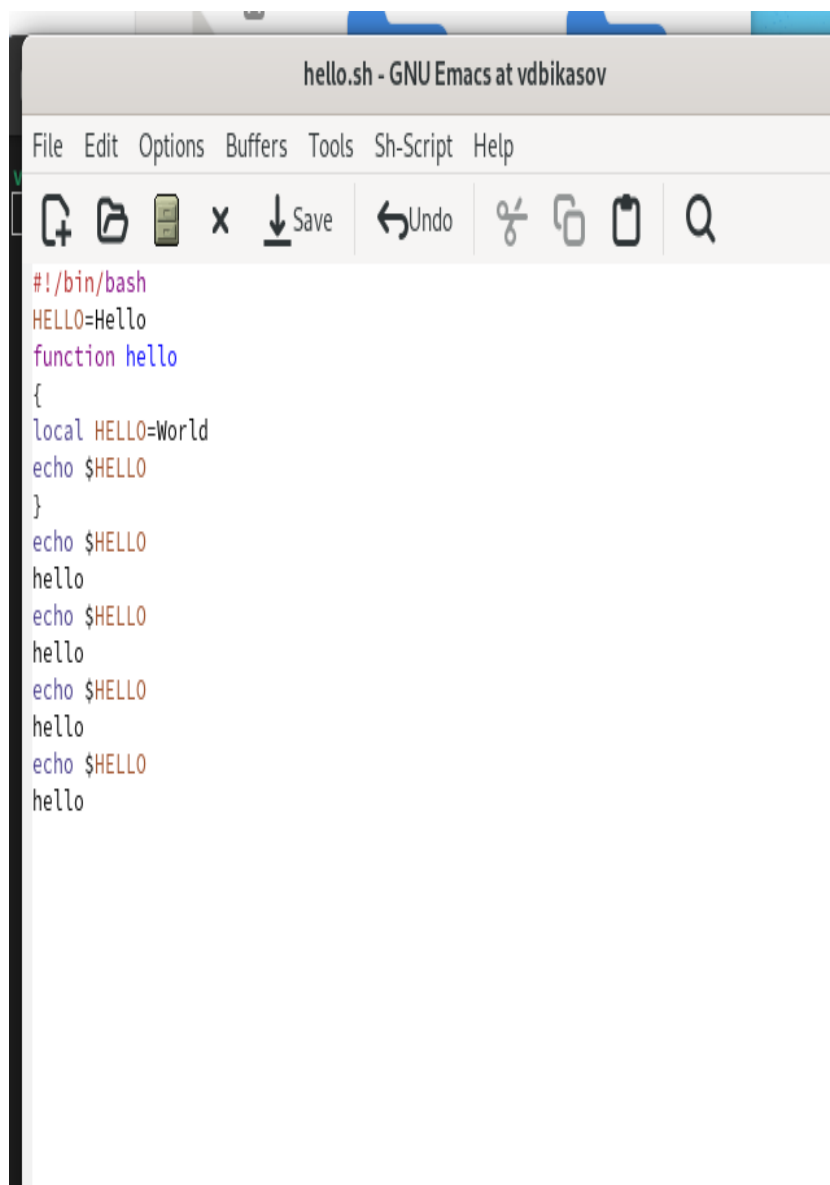 hello.sh - GNU Emacs at vdbikasov
File Edit Options Buffers Tools Sh-Script Help
Save Undo
#!/bin/bash
HELLO=Hello
function hello
{
local HELLO=World
echo $HELLO
}
echo $HELLO
hello
echo $HELLO
hello
echo $HELLO
hello
echo $HELLO
hello